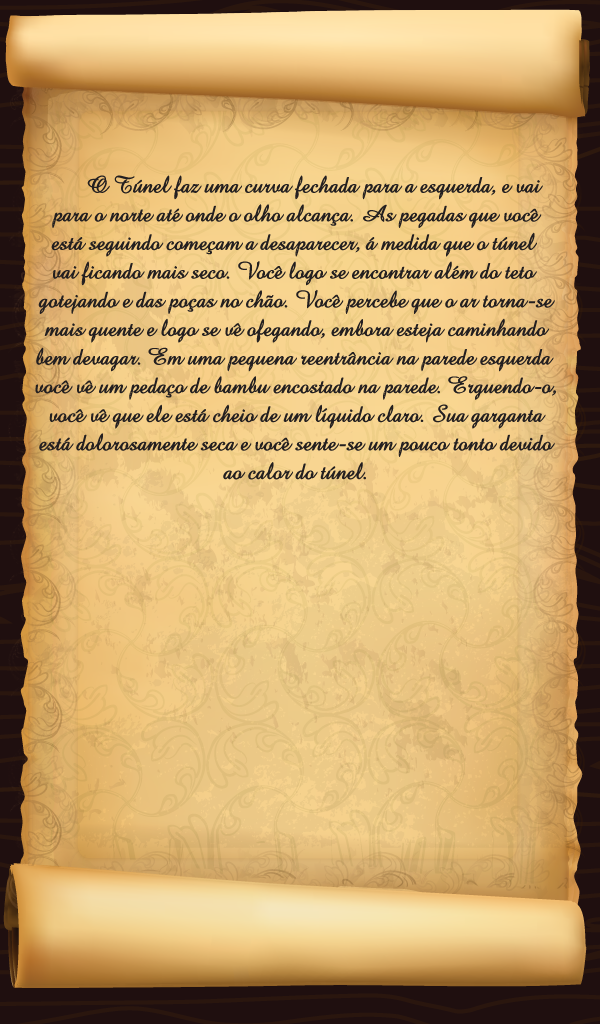 O Túnel faz uma curva fechada para a esquerda, e vai
para o norte até onde o olho alcança. As pegadas que você
está seguindo começam a desaparecer, á medida que o túnel
vai ficando mais seco. Você logo se encontrar além do teto
gotejando e das poças no chão. Você percebe que o ar torna-se
mais quente e logo se vê ofegando, embora esteja caminhando
bem devagar. Em uma pequena reentrância na parede esquerda
você vê um pedaço de bambu encostado na parede. Erguendo-o,
você vê que ele está cheio de um líquido claro. Sua garganta
está dolorosamente seca e você sente-se um pouco tonto devido
ao calor do túnel.